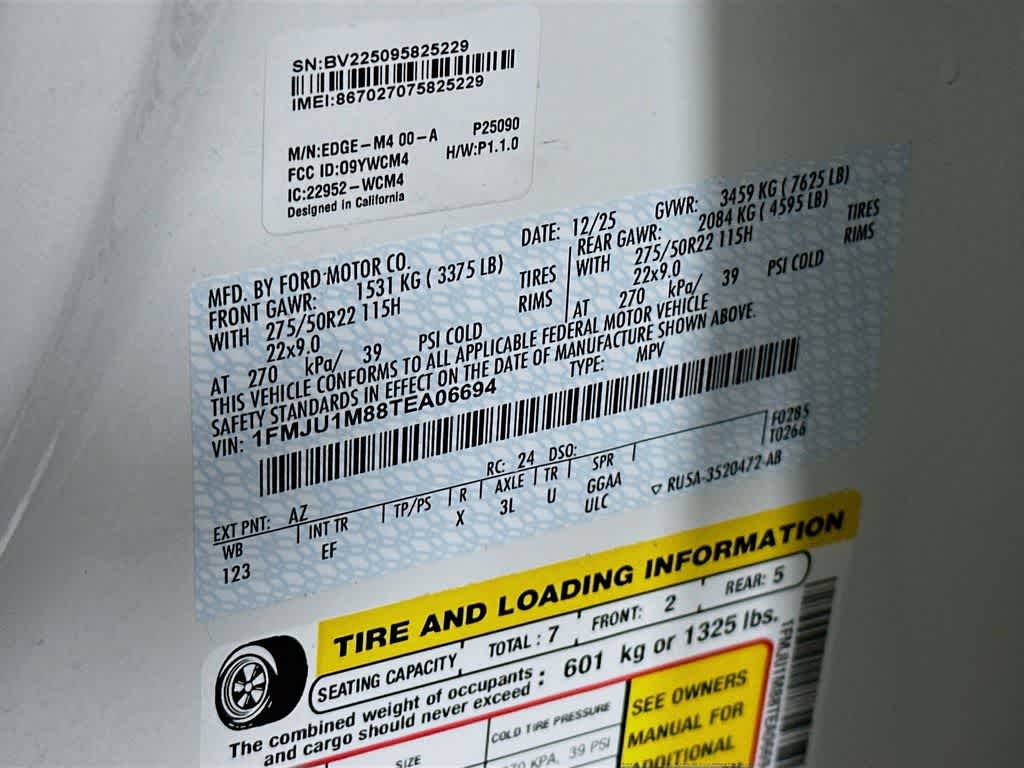 SN:BV225095825229
IMEI:867027075825229
M/N:EDGE-M4 00-A P25090
FCC ID:09YWCM4 H/W:P1.1.0
IC:22952-WCM4
Designed in California
MFD. BY FORD MOTOR CO. DATE: 12/25 GVWR: 3459 KG ( 7625 LB)
FRONT GAWR: 1531 KG ( 3375 LB) REAR GAWR: 2084 KG ( 4595 LB)
WITH 275/50R22 115H TIRES WITH 275/50R22 115H TIRES
22x9.0 RIMS 22x9.0 RIMS
AT 270 kPa/ 39 PSI COLD AT 270 kPa/ 39 PSI COLD
THIS VEHICLE CONFORMS TO ALL APPLICABLE FEDERAL MOTOR VEHICLE
SAFETY STANDARDS IN EFFECT ON THE DATE OF MANUFACTURE SHOWN ABOVE.
VIN: 1FMJU1M88TEA06694 TYPE: MPV
F0285
T0266
EXT PNT: AZ RC: 24 DSO:
WB INT TR TP/PS R AXLE TR SPR
123 EF X 3L U GGAA
ULC
▽ RUSA-3520472-AB
TIRE AND LOADING INFORMATION
SEATING CAPACITY TOTAL : 7 FRONT: 2 REAR: 5
The combined weight of occupants
and cargo should never exceed : 601 kg or 1325 lbs.
SIZE COLD TIRE PRESSURE
KPA, 39 PSI
SEE OWNERS
MANUAL FOR